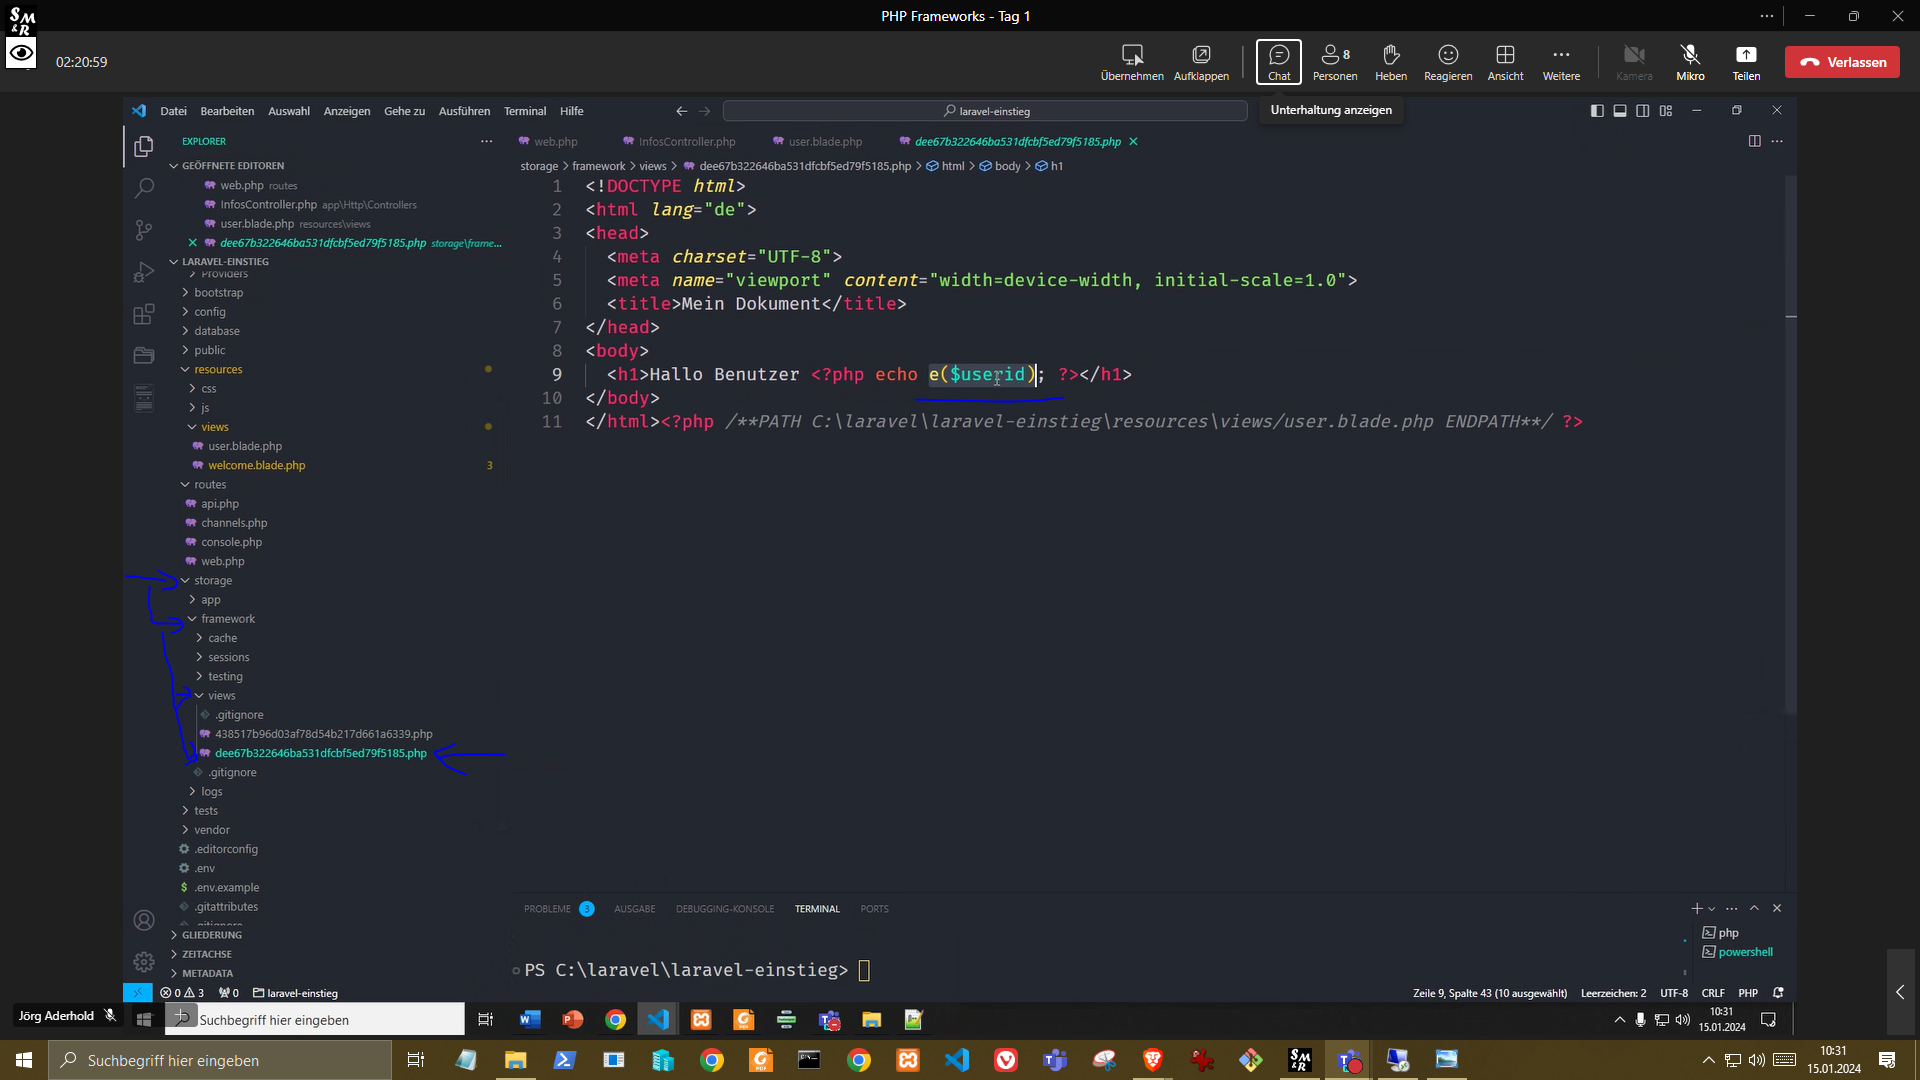 PHP Frameworks - Tag 1
SM
&R
02:20:59
Übernehmen
Aufklappen
Chat
8
Personen
Heben
Reagieren
Ansicht
Weitere
Kamera
Mikro
Teilen
Verlassen
Unterhaltung anzeigen
Datei Bearbeiten Auswahl Anzeigen Gehe zu Ausführen Terminal Hilfe
laravel-einstieg
EXPLORER
GEÖFFNETE EDITOREN
web.php routes
InfosController.php app\Http\Controllers
user.blade.php resources\views
dee67b322646ba531dfcbf5ed79f5185.php storage\frame...
LARAVEL-EINSTIEG
Providers
bootstrap
config
database
public
resources
css
js
views
user.blade.php
welcome.blade.php 3
routes
api.php
channels.php
console.php
web.php
storage
app
framework
cache
sessions
testing
views
.gitignore
438517b96d03af78d54b217d661a6339.php
dee67b322646ba531dfcbf5ed79f5185.php
.gitignore
logs
tests
vendor
.editorconfig
.env
.env.example
.gitattributes
.gitignore
GLIEDERUNG
ZEITACHSE
METADATA
web.php InfosController.php user.blade.php dee67b322646ba531dfcbf5ed79f5185.php
storage > framework > views > dee67b322646ba531dfcbf5ed79f5185.php > html > body > h1
1 <!DOCTYPE html>
2 <html lang="de">
3 <head>
4 <meta charset="UTF-8">
5 <meta name="viewport" content="width=device-width, initial-scale=1.0">
6 <title>Mein Dokument</title>
7 </head>
8 <body>
9 <h1>Hallo Benutzer <?php echo e($userid); ?></h1>
10 </body>
11 </html><?php /**PATH C:\laravel\laravel-einstieg\resources\views/user.blade.php ENDPATH**/ ?>
PROBLEME 3 AUSGABE DEBUGGING-KONSOLE TERMINAL PORTS
php
powershell
PS C:\laravel\laravel-einstieg>
0 3 0 laravel-einstieg
Zeile 9, Spalte 43 (10 ausgewählt) Leerzeichen: 2 UTF-8 CRLF PHP
Jörg Aderhold
Suchbegriff hier eingeben
10:31
15.01.2024
Suchbegriff hier eingeben
SM
&R
10:31
15.01.2024